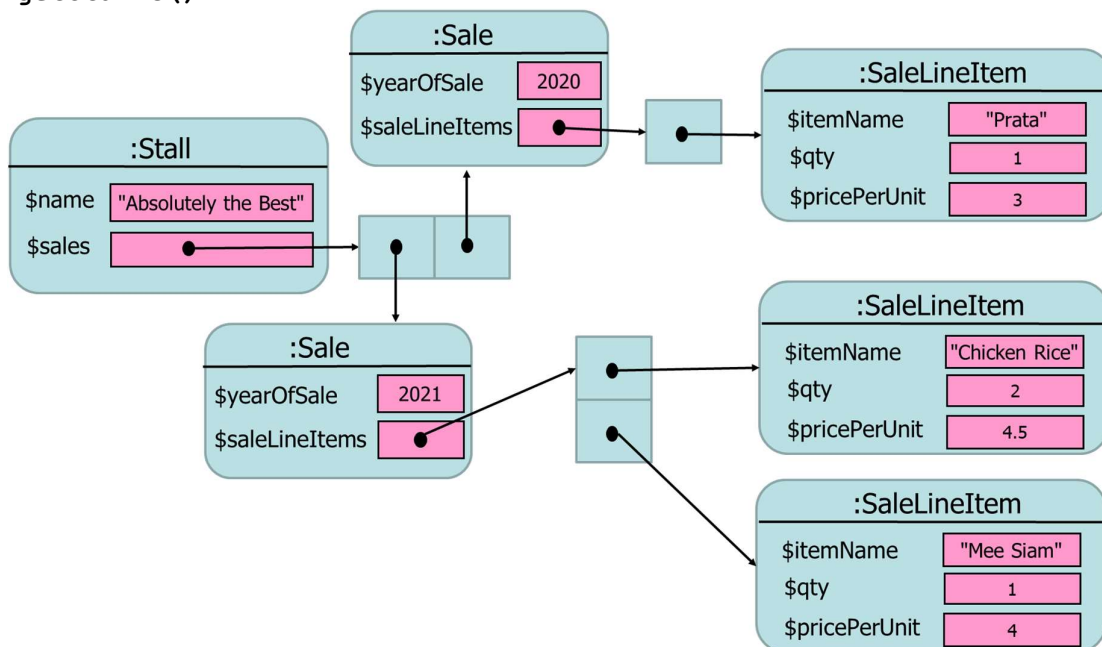 :Sale
$yearOfSale 2020
$saleLineItems
:SaleLineItem
$itemName "Prata"
$qty 1
$pricePerUnit 3
:Stall
$name "Absolutely the Best"
$sales
:Sale
$yearOfSale 2021
$saleLineItems
:SaleLineItem
$itemName "Chicken Rice"
$qty 2
$pricePerUnit 4.5
:SaleLineItem
$itemName "Mee Siam"
$qty 1
$pricePerUnit 4